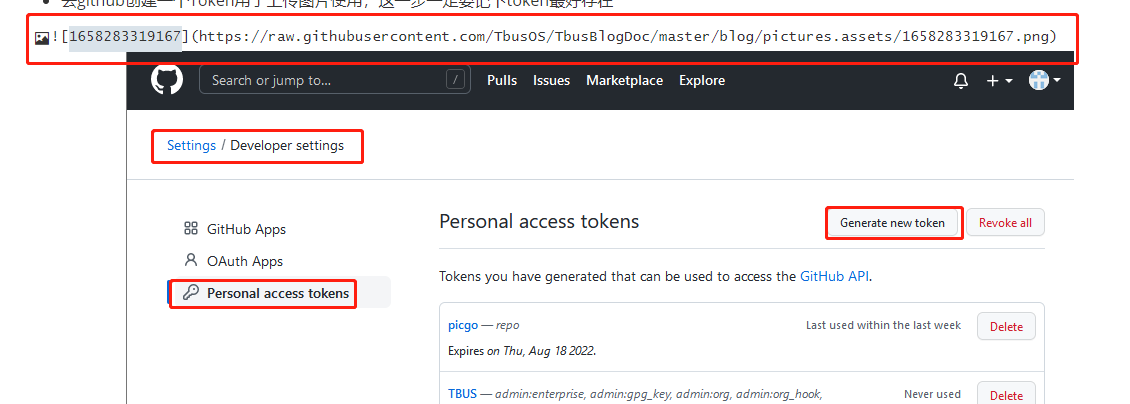 去github创建一个Token用于上传图片使用，这一步一定要记下token最好存在
![1658283319167](https://raw.githubusercontent.com/TbusOS/TbusBlogDoc/master/blog/pictures.assets/1658283319167.png)
Search or jump to... / Pulls Issues Marketplace Explore
Settings / Developer settings
GitHub Apps
OAuth Apps
Personal access tokens
Personal access tokens Generate new token Revoke all
Tokens you have generated that can be used to access the GitHub API.
picgo — repo Last used within the last week Delete
Expires on Thu, Aug 18 2022.
TBUS — admin:enterprise, admin:gpg_key, admin:org, admin:org_hook, Never used Delete